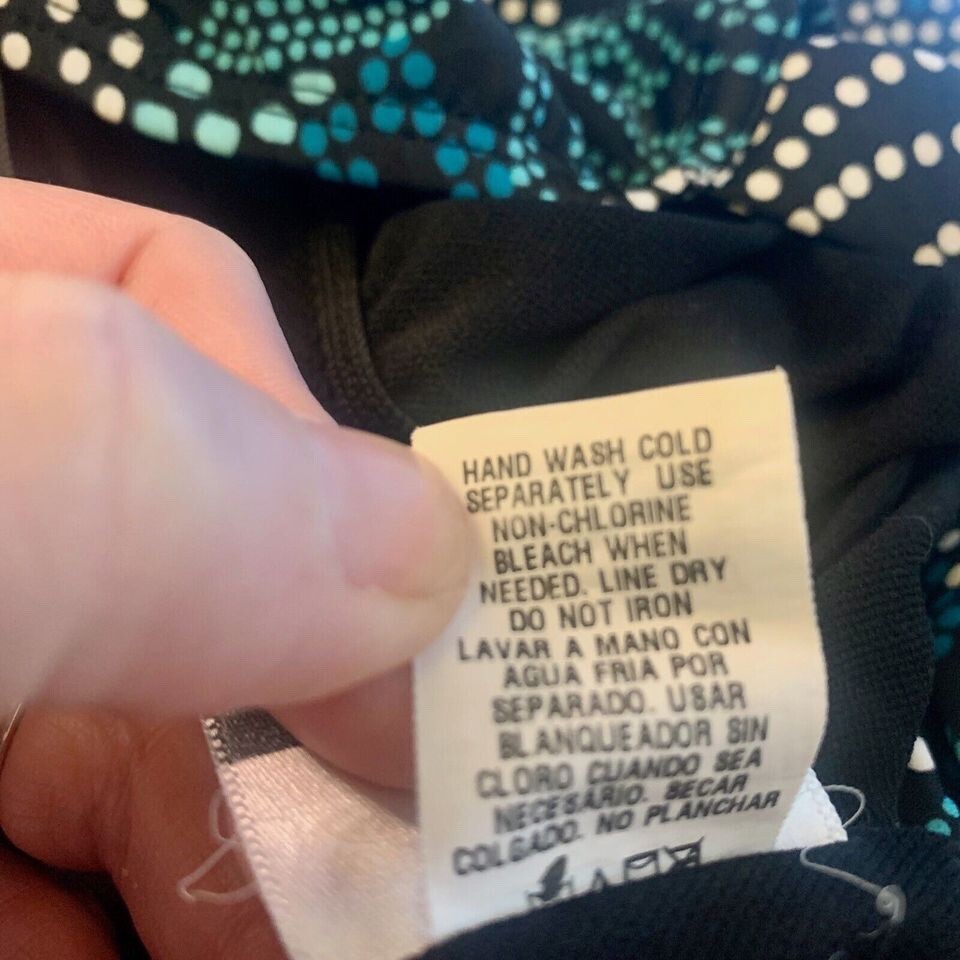 HAND WASH COLD
SEPARATELY USE
NON-CHLORINE
BLEACH WHEN
NEEDED. LINE DRY
DO NOT IRON
LAVAR A MANO CON
AGUA FRIA POR
SEPARADO. USAR
BLANQUEADOR SIN
CLORO CUANDO SEA
NECESARIO. SECAR
COLGADO. NO PLANCHAR